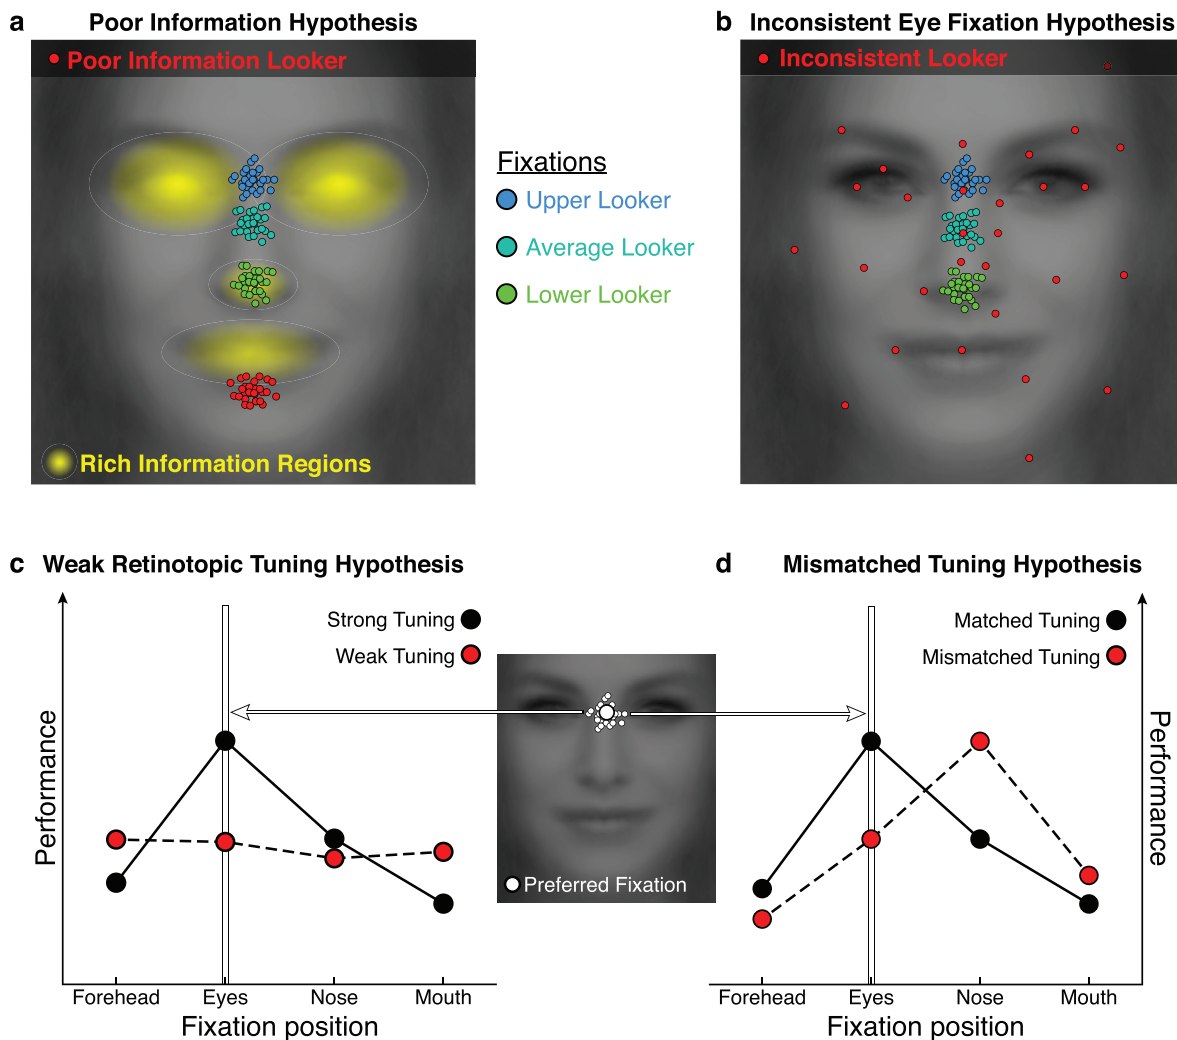 a Poor Information Hypothesis
Poor Information Looker
Rich Information Regions
Fixations
Upper Looker
Average Looker
Lower Looker
b Inconsistent Eye Fixation Hypothesis
Inconsistent Looker
c Weak Retinotopic Tuning Hypothesis
Strong Tuning
Weak Tuning
Performance
Forehead Eyes Nose Mouth
Fixation position
Preferred Fixation
d Mismatched Tuning Hypothesis
Matched Tuning
Mismatched Tuning
Performance
Forehead Eyes Nose Mouth
Fixation position